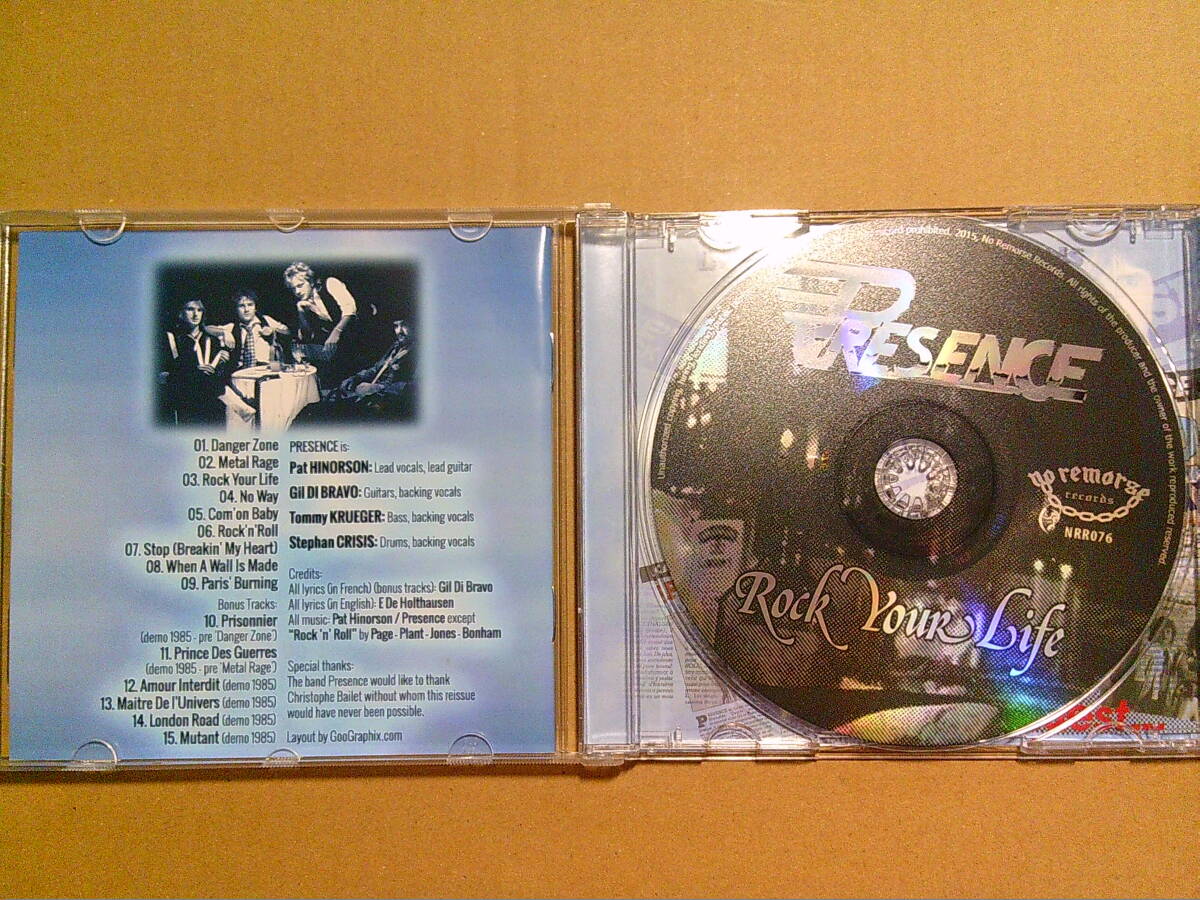 01. Danger Zone
02. Metal Rage
03. Rock Your Life
04. No Way
05. Com'on Baby
06. Rock'n'Roll
07. Stop (Breakin' My Heart)
08. When A Wall Is Made
09. Paris' Burning
Bonus Tracks:
10. Prisonnier
(demo 1985 - pre 'Danger Zone')
11. Prince Des Guerres
(demo 1985 - pre 'Metal Rage')
12. Amour Interdit (demo 1985)
13. Maitre De l'Univers (demo 1985)
14. London Road (demo 1985)
15. Mutant (demo 1985)
PRESENCE is:
Pat HINORSON: Lead vocals, lead guitar
Gil DI BRAVO: Guitars, backing vocals
Tommy KRUEGER: Bass, backing vocals
Stephan CRISIS: Drums, backing vocals
Credits:
All lyrics (in French) (bonus tracks): Gil Di Bravo
All lyrics (in English): E De Holthausen
All music: Pat Hinorson / Presence except
"Rock 'n' Roll" by Page - Plant - Jones - Bonham
Special thanks:
The band Presence would like to thank
Christophe Bailet without whom this reissue
would have never been possible.
Layout by GooGraphix.com
PRESENCE
no remorse
records
NRR076
Rock Your Life
Unauthorized record prohibited. 2015, No Remorse Records. All rights of the producer and the owner of the work reproduced reserved.